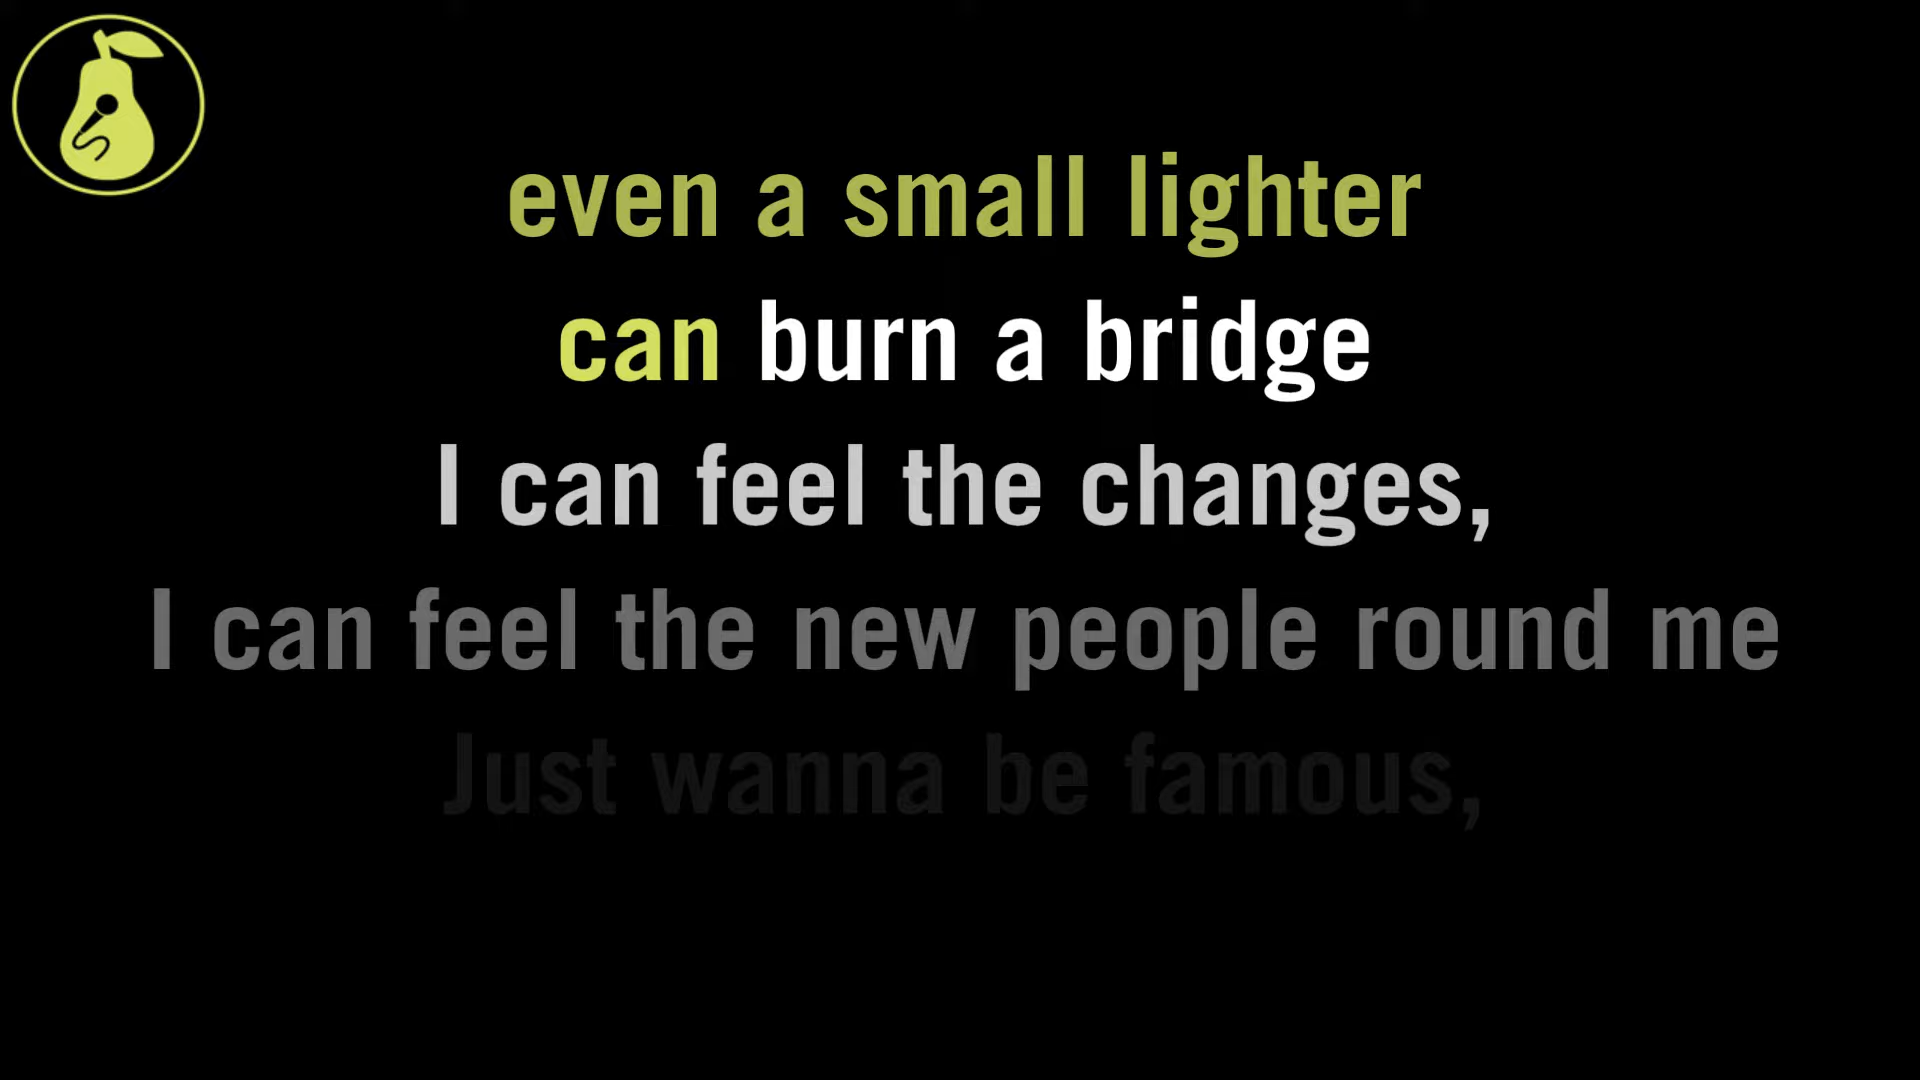 even a small lighter
can burn a bridge
I can feel the changes,
I can feel the new people round me
Just wanna be famous,